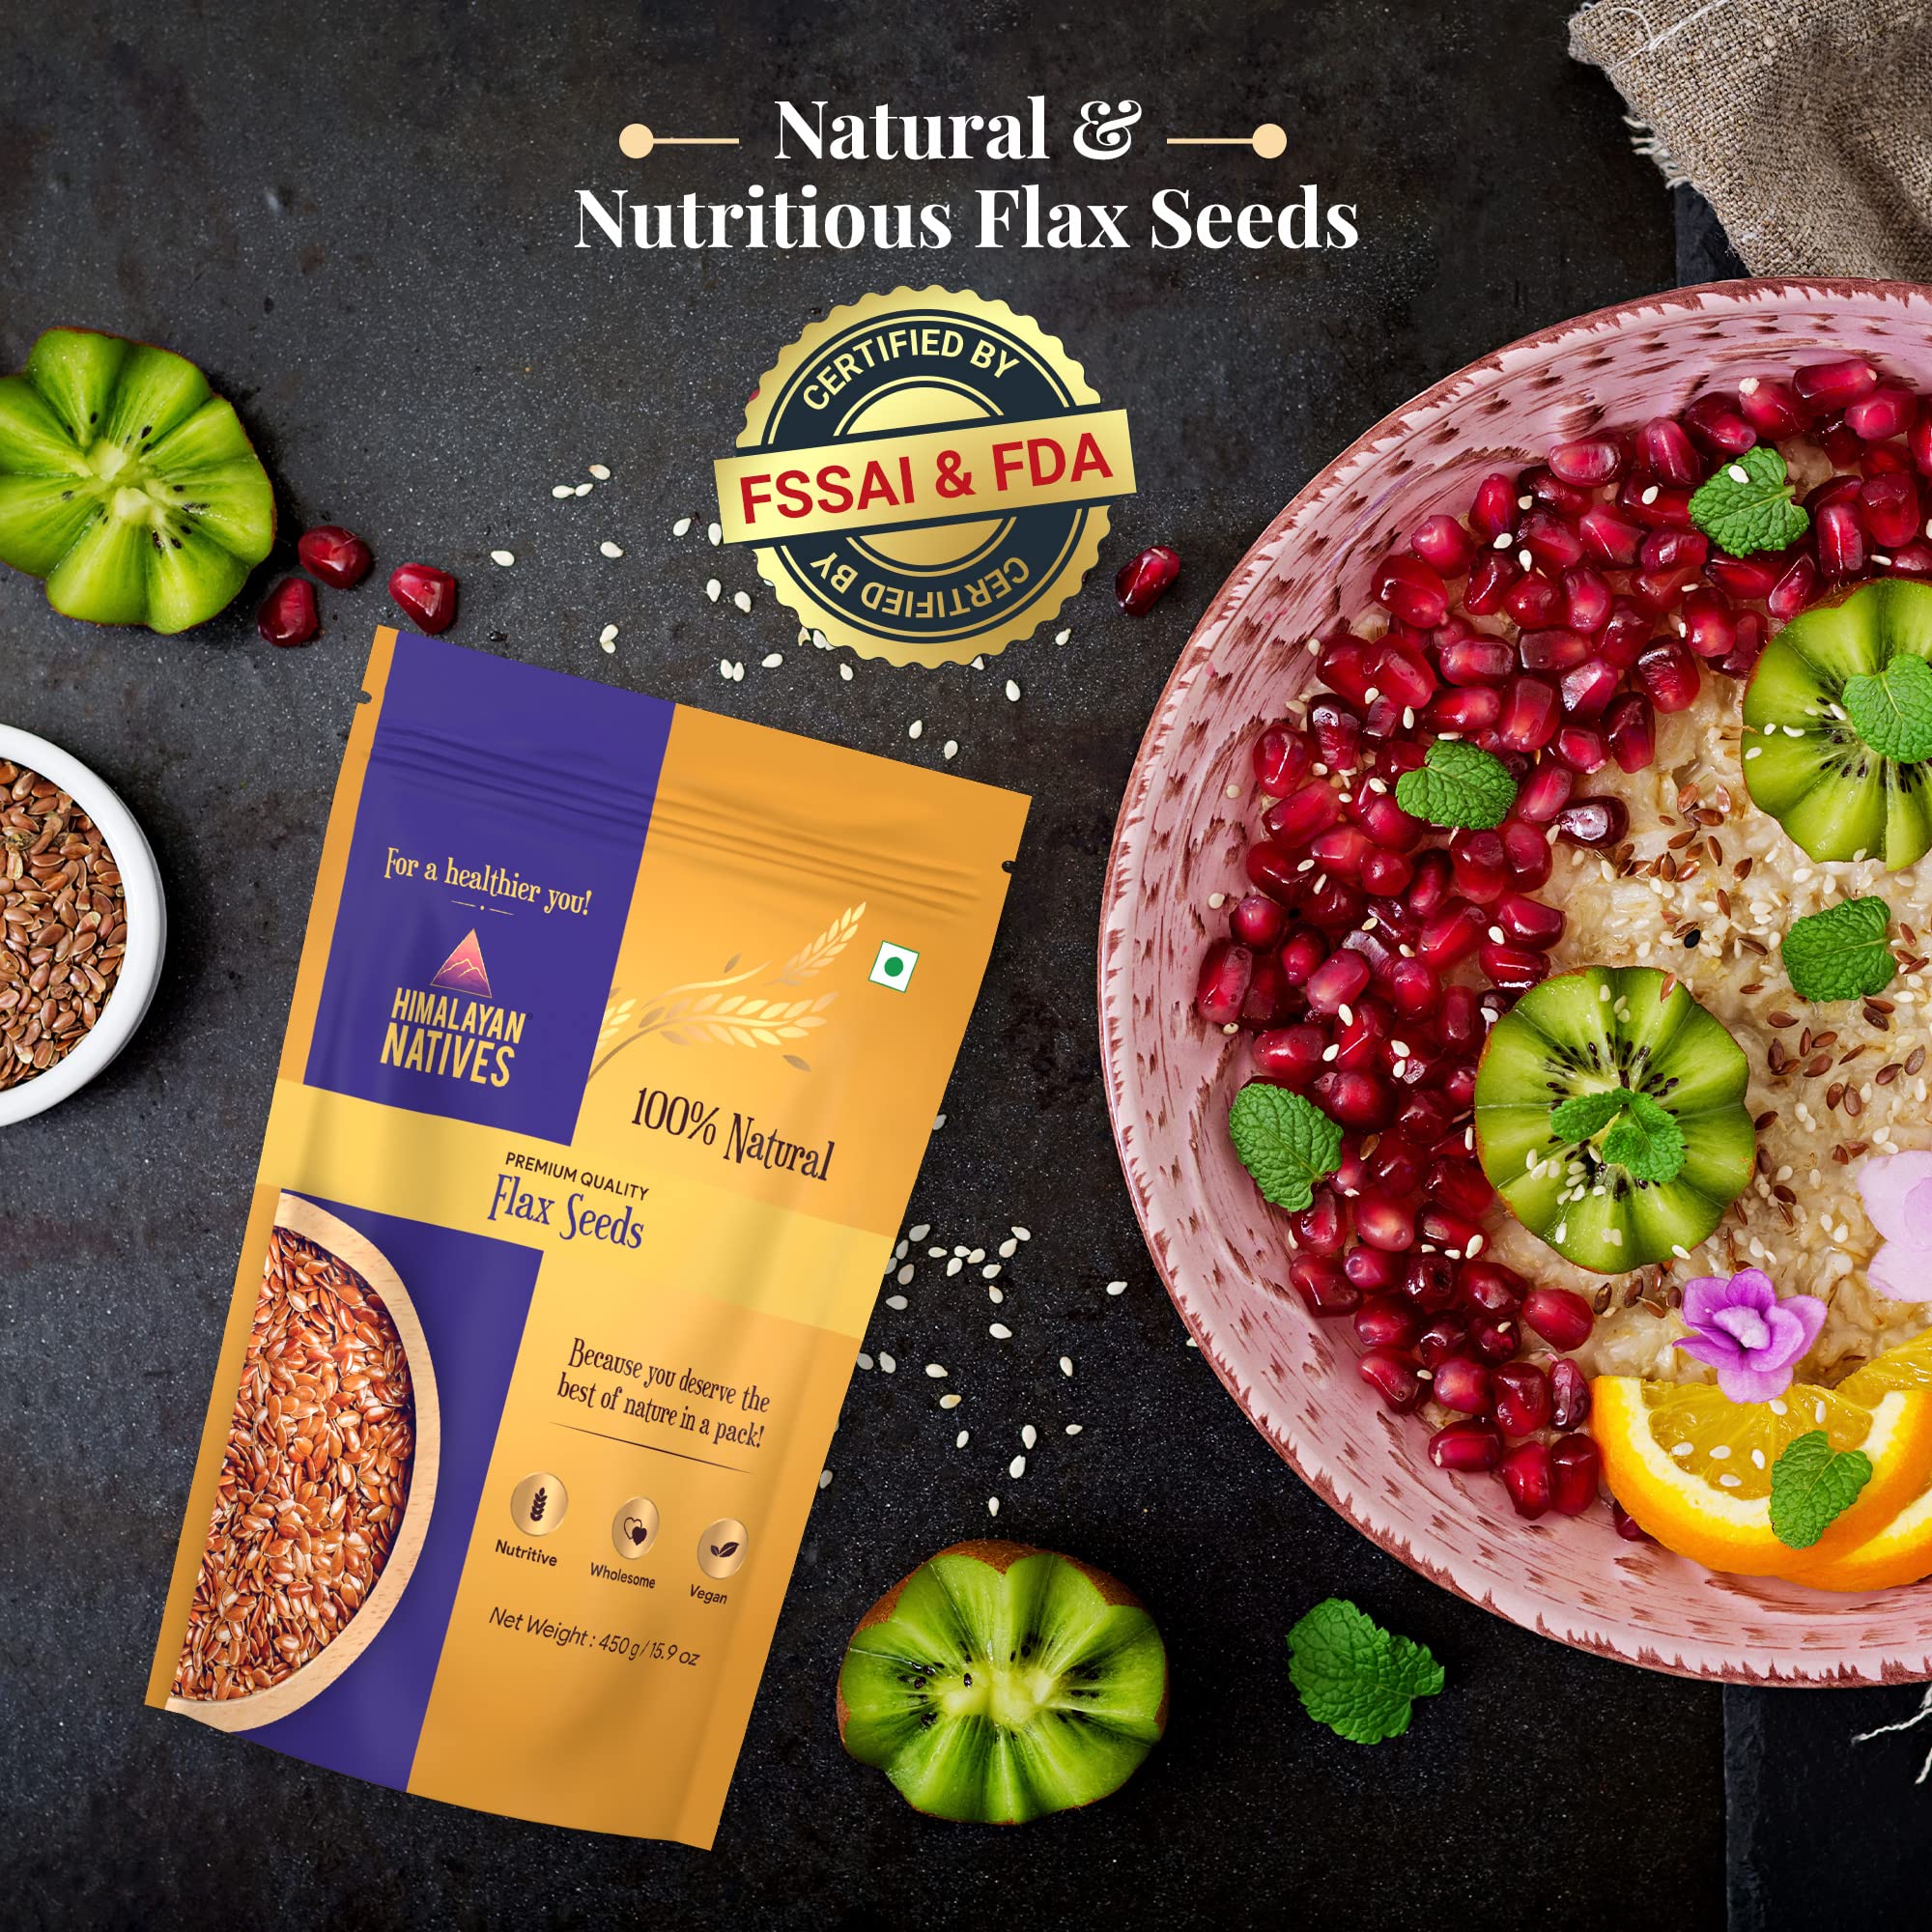 Natural &
Nutritious Flax Seeds
CERTIFIED BY
FSSAI & FDA
CERTIFIED BY
For a healthier you!
HIMALAYAN
NATIVES
100% Natural
PREMIUM QUALITY
Flax Seeds
Because you deserve the
best of nature in a pack!
Nutritive
Wholesome
Vegan
Net Weight : 450 g / 15.9 oz